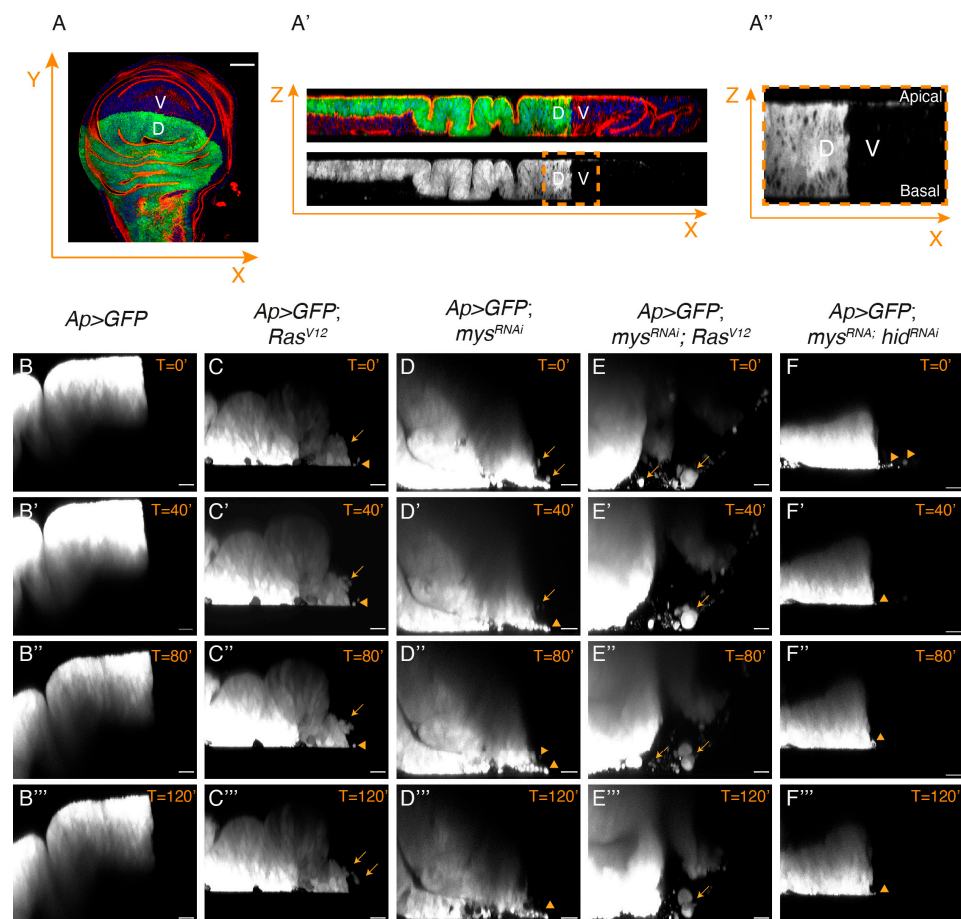 A
A'
A''
Y
V
D
X
Z
D V
D V
X
Z
Apical
D V
Basal
X
Ap>GFP
Ap>GFP;
Ras^V12
Ap>GFP;
mys^RNAi
Ap>GFP;
mys^RNAi; Ras^V12
Ap>GFP;
mys^RNA; hid^RNAi
B T=0' C T=0' D T=0' E T=0' F T=0'
B' T=40' C' T=40' D' T=40' E' T=40' F' T=40'
B'' T=80' C'' T=80' D'' T=80' E'' T=80' F'' T=80'
B''' T=120' C''' T=120' D''' T=120' E''' T=120' F''' T=120'